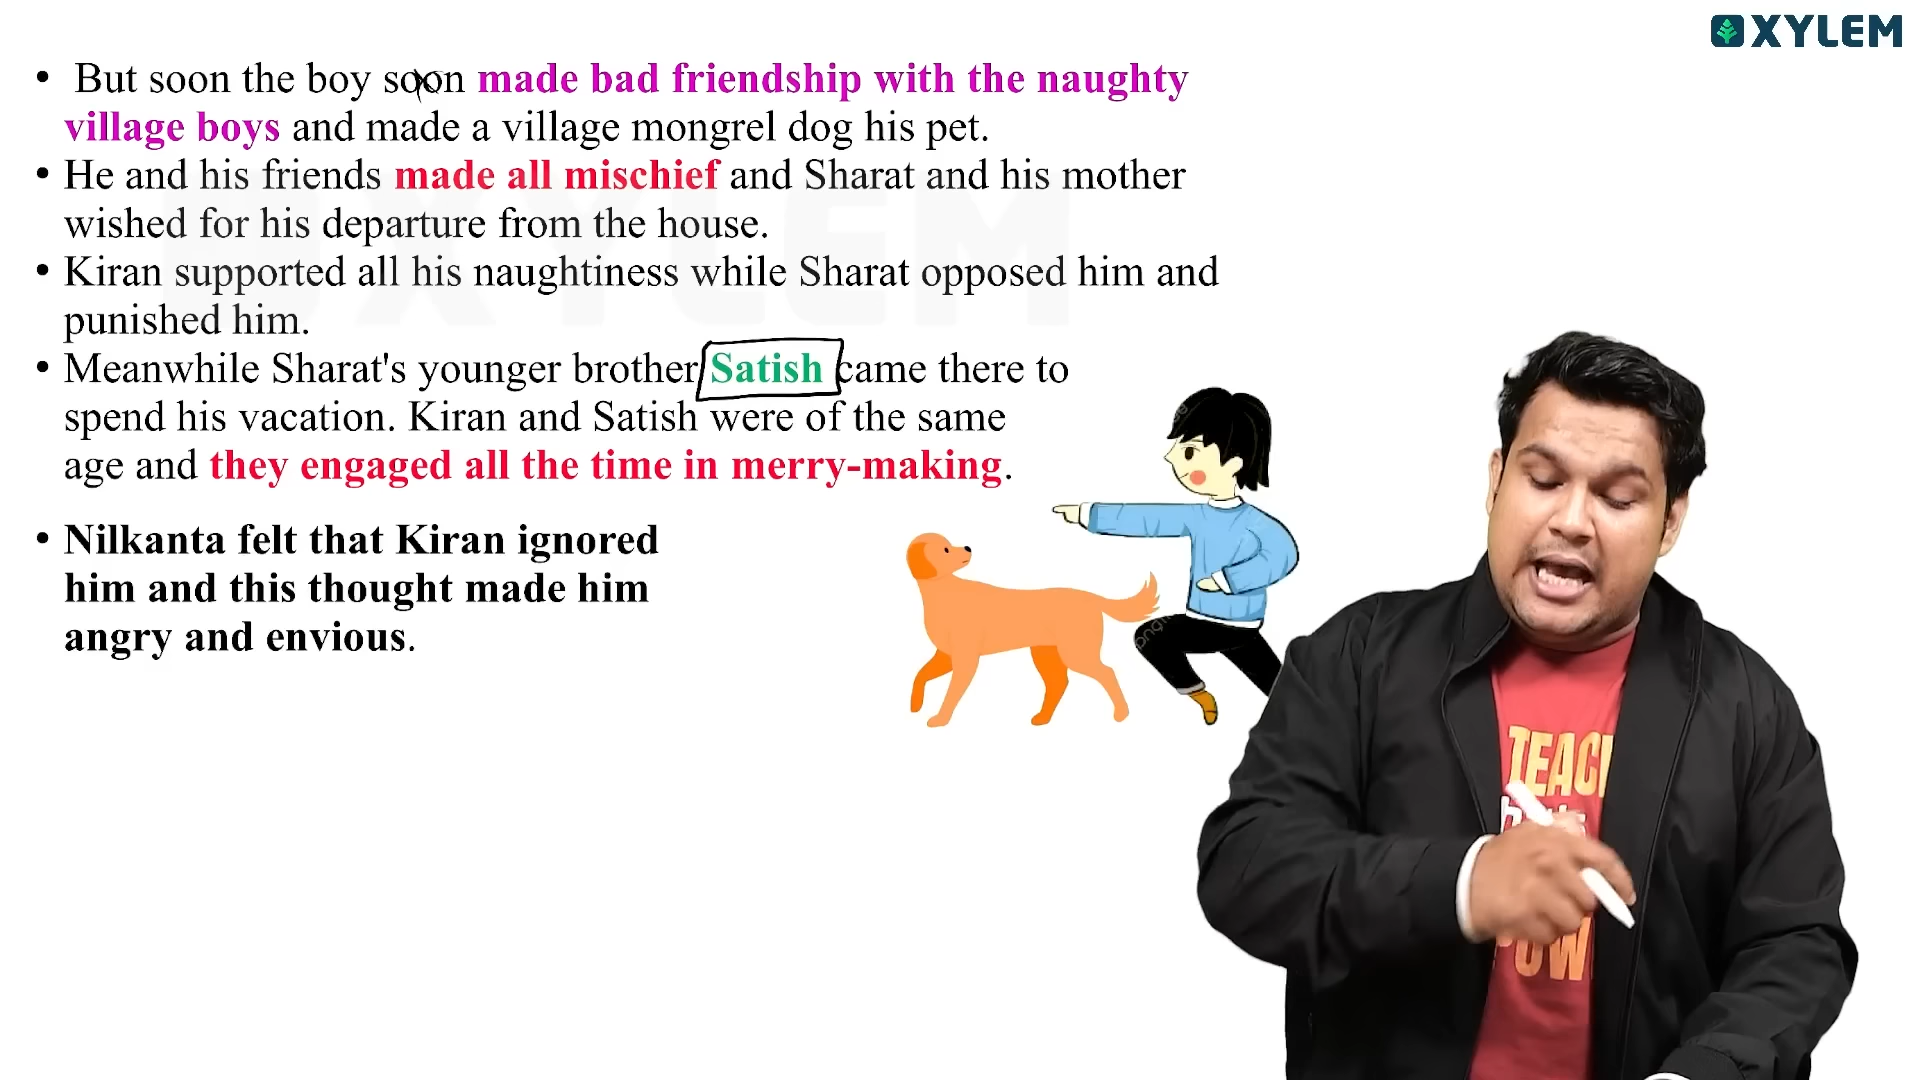 XYLEM
• But soon the boy soon made bad friendship with the naughty
village boys and made a village mongrel dog his pet.
• He and his friends made all mischief and Sharat and his mother
wished for his departure from the house.
• Kiran supported all his naughtiness while Sharat opposed him and
punished him.
• Meanwhile Sharat's younger brother Satish came there to
spend his vacation. Kiran and Satish were of the same
age and they engaged all the time in merry-making.
• Nilkanta felt that Kiran ignored
him and this thought made him
angry and envious.